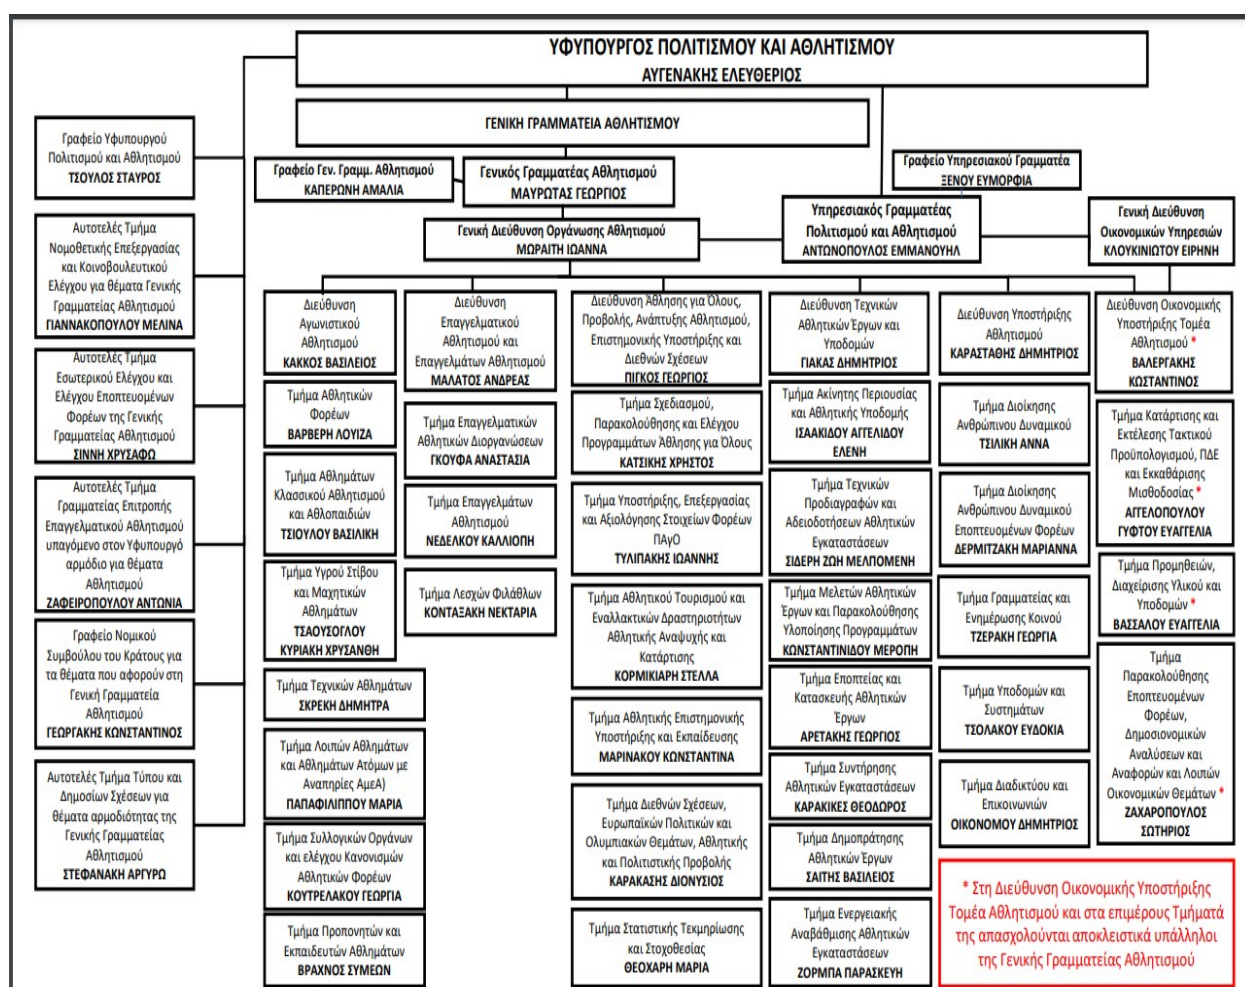 ΥΦΥΠΟΥΡΓΟΣ ΠΟΛΙΤΙΣΜΟΥ ΚΑΙ ΑΘΛΗΤΙΣΜΟΥ
ΑΥΓΕΝΑΚΗΣ ΕΛΕΥΘΕΡΙΟΣ
ΓΕΝΙΚΗ ΓΡΑΜΜΑΤΕΙΑ ΑΘΛΗΤΙΣΜΟΥ
Γραφείο Γεν. Γραμμ. Αθλητισμού
ΚΑΠΕΡΩΝΗ ΑΜΑΛΙΑ
Γενικός Γραμματέας Αθλητισμού
ΜΑΥΡΩΤΑΣ ΓΕΩΡΓΙΟΣ
Γραφείο Υπηρεσιακού Γραμματέα
ΞΕΝΟΥ ΕΥΜΟΡΦΙΑ
Γενική Διεύθυνση Οργάνωσης Αθλητισμού
ΜΩΡΑΙΤΗ ΙΩΑΝΝΑ
Υπηρεσιακός Γραμματέας
Πολιτισμού και Αθλητισμού
ΑΝΤΩΝΟΠΟΥΛΟΣ ΕΜΜΑΝΟΥΗΛ
Γενική Διεύθυνση
Οικονομικών Υπηρεσιών
ΚΛΟΥΚΙΝΙΩΤΟΥ ΕΙΡΗΝΗ
Γραφείο Υφυπουργού
Πολιτισμού και Αθλητισμού
ΤΣΟΥΛΟΣ ΣΤΑΥΡΟΣ
Αυτοτελές Τμήμα
Νομοθετικής Επεξεργασίας
και Κοινοβουλευτικού
Ελέγχου για θέματα Γενικής
Γραμματείας Αθλητισμού
ΓΙΑΝΝΑΚΟΠΟΥΛΟΥ ΜΕΛΙΝΑ
Αυτοτελές Τμήμα
Εσωτερικού Ελέγχου και
Ελέγχου Εποπτευομένων
Φορέων της Γενικής
Γραμματείας Αθλητισμού
ΣΙΝΝΗ ΧΡΥΣΑΦΩ
Αυτοτελές Τμήμα
Γραμματείας Επιτροπής
Επαγγελματικού Αθλητισμού
υπαγόμενο στον Υφυπουργό
αρμόδιο για θέματα
Αθλητισμού
ΖΑΦΕΙΡΟΠΟΥΛΟΥ ΑΝΤΩΝΙΑ
Γραφείο Νομικού
Συμβούλου του Κράτους για
τα θέματα που αφορούν στη
Γενική Γραμματεία
Αθλητισμού
ΓΕΩΡΓΑΚΗΣ ΚΩΝΣΤΑΝΤΙΝΟΣ
Αυτοτελές Τμήμα Τύπου και
Δημοσίων Σχέσεων για
θέματα αρμοδιότητας της
Γενικής Γραμματείας
Αθλητισμού
ΣΤΕΦΑΝΑΚΗ ΑΡΓΥΡΩ
Διεύθυνση
Αγωνιστικού
Αθλητισμού
ΚΑΚΚΟΣ ΒΑΣΙΛΕΙΟΣ
Τμήμα Αθλητικών
Φορέων
ΒΑΡΒΕΡΗ ΛΟΥΙΖΑ
Τμήμα Αθλημάτων
Κλασσικού Αθλητισμού
και Αθλοπαιδιών
ΤΣΙΟΥΛΟΥ ΒΑΣΙΛΙΚΗ
Τμήμα Υγρού Στίβου
και Μαχητικών
Αθλημάτων
ΤΣΑΟΥΣΟΓΛΟΥ
ΚΥΡΙΑΚΗ ΧΡΥΣΑΝΘΗ
Τμήμα Τεχνικών Αθλημάτων
ΣΚΡΕΚΗ ΔΗΜΗΤΡΑ
Τμήμα Λοιπών Αθλημάτων
και Αθλημάτων Ατόμων με
Αναπηρίες ΑμεΑ)
ΠΑΠΑΦΙΛΙΠΠΟΥ ΜΑΡΙΑ
Τμήμα Συλλογικών Οργάνων
και ελέγχου Κανονισμών
Αθλητικών Φορέων
ΚΟΥΤΡΕΛΑΚΟΥ ΓΕΩΡΓΙΑ
Τμήμα Προπονητών και
Εκπαιδευτών Αθλημάτων
ΒΡΑΧΝΟΣ ΣΥΜΕΩΝ
Διεύθυνση
Επαγγελματικού
Αθλητισμού και
Επαγγελμάτων Αθλητισμού
ΜΑΛΑΤΟΣ ΑΝΔΡΕΑΣ
Τμήμα Επαγγελματικών
Αθλητικών Διοργανώσεων
ΓΚΟΥΦΑ ΑΝΑΣΤΑΣΙΑ
Τμήμα Επαγγελμάτων
Αθλητισμού
ΝΕΔΕΛΚΟΥ ΚΑΛΛΙΟΠΗ
Τμήμα Λεσχών Φιλάθλων
ΚΟΝΤΑΞΑΚΗ ΝΕΚΤΑΡΙΑ
Διεύθυνση Άθλησης για Όλους,
Προβολής, Ανάπτυξης Αθλητισμού,
Επιστημονικής Υποστήριξης και
Διεθνών Σχέσεων
ΠΙΓΚΟΣ ΓΕΩΡΓΙΟΣ
Τμήμα Σχεδιασμού,
Παρακολούθησης και Ελέγχου
Προγραμμάτων Άθλησης για Όλους
ΚΑΤΣΙΚΗΣ ΧΡΗΣΤΟΣ
Τμήμα Υποστήριξης, Επεξεργασίας
και Αξιολόγησης Στοιχείων Φορέων
ΠΑγΟ
ΤΥΛΙΠΑΚΗΣ ΙΩΑΝΝΗΣ
Τμήμα Αθλητικού Τουρισμού και
Εναλλακτικών Δραστηριοτήτων
Αθλητικής Αναψυχής και
Κατάρτισης
ΚΟΡΜΙΚΙΑΡΗ ΣΤΕΛΛΑ
Τμήμα Αθλητικής Επιστημονικής
Υποστήριξης και Εκπαίδευσης
ΜΑΡΙΝΑΚΟΥ ΚΩΝΣΤΑΝΤΙΝΑ
Τμήμα Διεθνών Σχέσεων,
Ευρωπαϊκών Πολιτικών και
Ολυμπιακών Θεμάτων, Αθλητικής
και Πολιτιστικής Προβολής
ΚΑΡΑΚΑΣΗΣ ΔΙΟΝΥΣΙΟΣ
Τμήμα Στατιστικής Τεκμηρίωσης
και Στοχοθεσίας
ΘΕΟΧΑΡΗ ΜΑΡΙΑ
Διεύθυνση Τεχνικών
Αθλητικών Έργων και
Υποδομών
ΓΙΑΚΑΣ ΔΗΜΗΤΡΙΟΣ
Τμήμα Ακίνητης Περιουσίας
και Αθλητικής Υποδομής
ΙΣΑΑΚΙΔΟΥ ΑΓΓΕΛΙΔΟΥ
ΕΛΕΝΗ
Τμήμα Τεχνικών
Προδιαγραφών και
Αδειοδοτήσεων Αθλητικών
Εγκαταστάσεων
ΣΙΔΕΡΗ ΖΩΗ ΜΕΛΠΟΜΕΝΗ
Τμήμα Μελετών Αθλητικών
Έργων και Παρακολούθησης
Υλοποίησης Προγραμμάτων
ΚΩΝΣΤΑΝΤΙΝΙΔΟΥ ΜΕΡΟΠΗ
Τμήμα Εποπτείας και
Κατασκευής Αθλητικών
Έργων
ΑΡΕΤΑΚΗΣ ΓΕΩΡΓΙΟΣ
Τμήμα Συντήρησης
Αθλητικών Εγκαταστάσεων
ΚΑΡΑΚΙΚΕΣ ΘΕΟΔΩΡΟΣ
Τμήμα Δημοπράτησης
Αθλητικών Έργων
ΣΑΙΤΗΣ ΒΑΣΙΛΕΙΟΣ
Τμήμα Ενεργειακής
Αναβάθμισης Αθλητικών
Εγκαταστάσεων
ΖΟΡΜΠΑ ΠΑΡΑΣΚΕΥΗ
Διεύθυνση Υποστήριξης
Αθλητισμού
ΚΑΡΑΣΤΑΘΗΣ ΔΗΜΗΤΡΙΟΣ
Τμήμα Διοίκησης
Ανθρώπινου Δυναμικού
ΤΣΙΛΙΚΗ ΑΝΝΑ
Τμήμα Διοίκησης
Ανθρώπινου Δυναμικού
Εποπτευομένων Φορέων
ΔΕΡΜΙΤΖΑΚΗ ΜΑΡΙΑΝΝΑ
Τμήμα Γραμματείας και
Ενημέρωσης Κοινού
ΤΖΕΡΑΚΗ ΓΕΩΡΓΙΑ
Τμήμα Υποδομών και
Συστημάτων
ΤΣΟΛΑΚΟΥ ΕΥΔΟΚΙΑ
Τμήμα Διαδικτύου και
Επικοινωνιών
ΟΙΚΟΝΟΜΟΥ ΔΗΜΗΤΡΙΟΣ
Διεύθυνση Οικονομικής
Υποστήριξης Τομέα
Αθλητισμού *
ΒΑΛΕΡΓΑΚΗΣ
ΚΩΣΤΑΝΤΙΝΟΣ
Τμήμα Κατάρτισης και
Εκτέλεσης Τακτικού
Προϋπολογισμού, ΠΔΕ
και Εκκαθάρισης
Μισθοδοσίας *
ΑΓΓΕΛΟΠΟΥΛΟΥ
ΓΥΦΤΟΥ ΕΥΑΓΓΕΛΙΑ
Τμήμα Προμηθειών,
Διαχείρισης Υλικού και
Υποδομών *
ΒΑΣΣΑΛΟΥ ΕΥΑΓΓΕΛΙΑ
Τμήμα
Παρακολούθησης
Εποπτευομένων
Φορέων,
Δημοσιονομικών
Αναλύσεων και
Αναφορών και Λοιπών
Οικονομικών Θεμάτων *
ΖΑΧΑΡΟΠΟΥΛΟΣ
ΣΩΤΗΡΙΟΣ
* Στη Διεύθυνση Οικονομικής Υποστήριξης
Τομέα Αθλητισμού και στα επιμέρους Τμήματά
της απασχολούνται αποκλειστικά υπάλληλοι
της Γενικής Γραμματείας Αθλητισμού